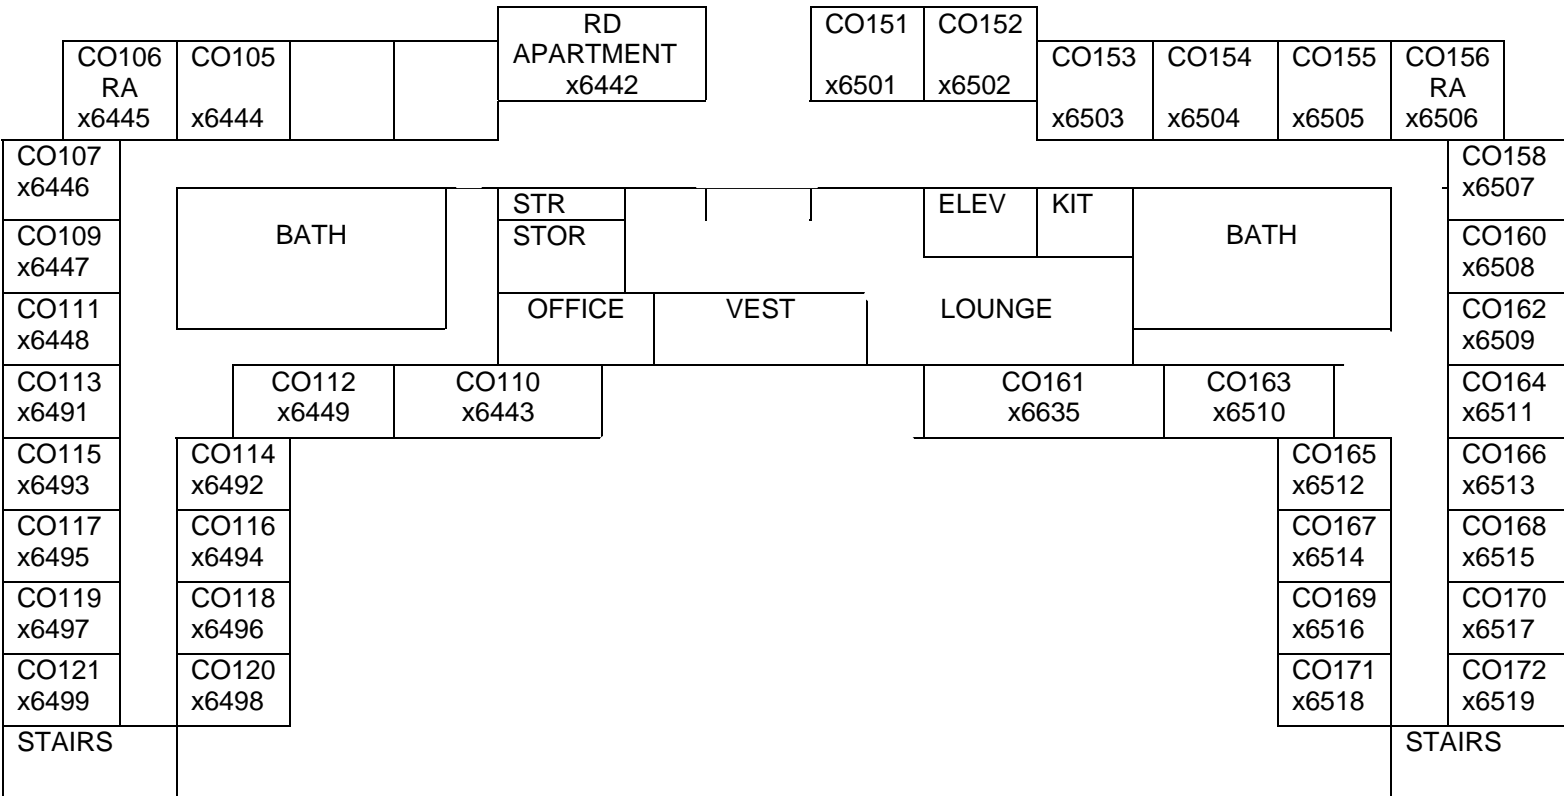 RD
APARTMENT
x6442
CO151
x6501
CO152
x6502
CO106
RA
x6445
CO105
x6444
CO153
x6503
CO154
x6504
CO155
x6505
CO156
RA
x6506
CO107
x6446
CO158
x6507
BATH
STR
STOR
ELEV
KIT
BATH
CO109
x6447
CO160
x6508
CO111
x6448
OFFICE
VEST
LOUNGE
CO162
x6509
CO113
x6491
CO112
x6449
CO110
x6443
CO161
x6635
CO163
x6510
CO164
x6511
CO115
x6493
CO114
x6492
CO165
x6512
CO166
x6513
CO117
x6495
CO116
x6494
CO167
x6514
CO168
x6515
CO119
x6497
CO118
x6496
CO169
x6516
CO170
x6517
CO121
x6499
CO120
x6498
CO171
x6518
CO172
x6519
STAIRS
STAIRS